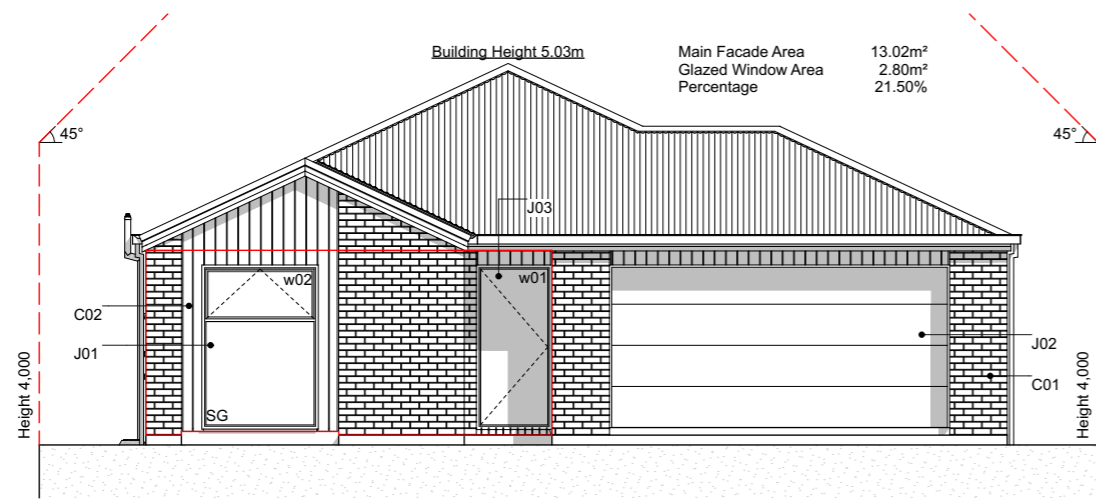 Building Height 5.03m
Main Facade Area 13.02m²
Glazed Window Area 2.80m²
Percentage 21.50%
45°
45°
J03
w02
w01
C02
J01
J02
C01
SG
Height 4,000
Height 4,000